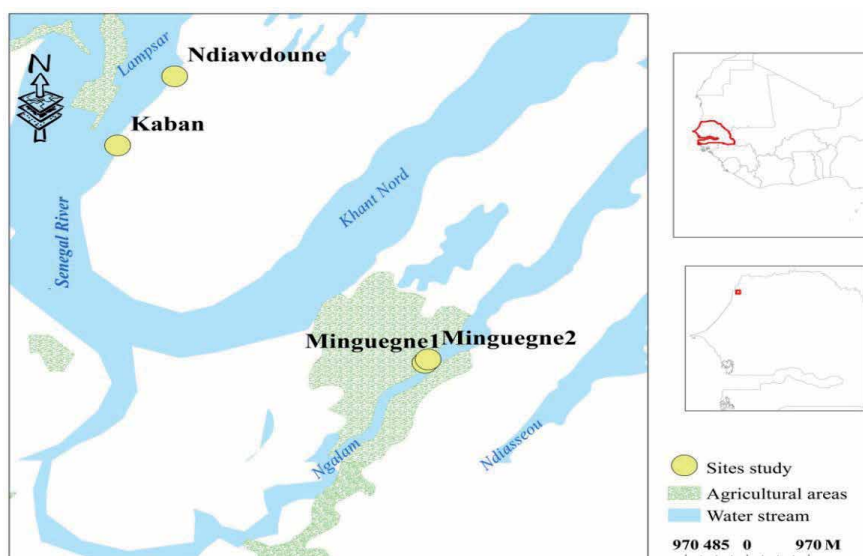 N
Lampsar
Ndiawdoune
Kaban
Senegal River
Khant Nord
Minguegne1
Minguegne2
Ngalam
Ndiasseou
Sites study
Agricultural areas
Water stream
970 485 0 970 M